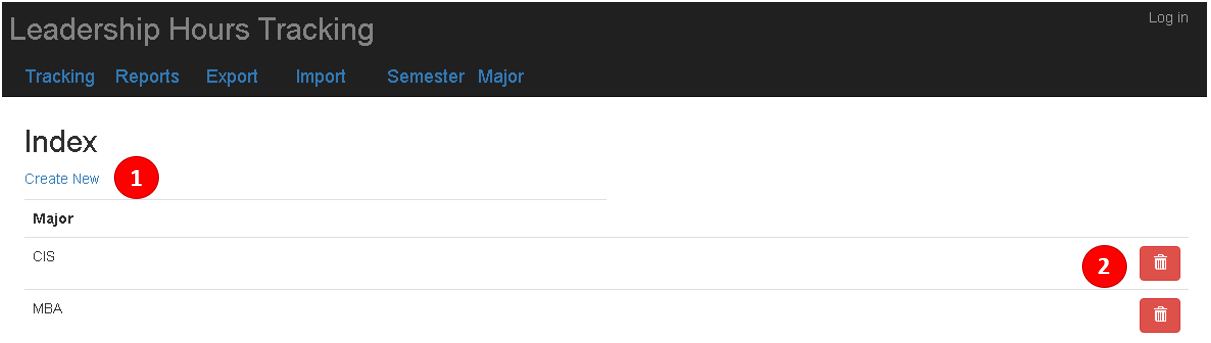 Leadership Hours Tracking
Log in
Tracking Reports Export Import Semester Major
Index
Create New
1
Major
CIS
2
MBA